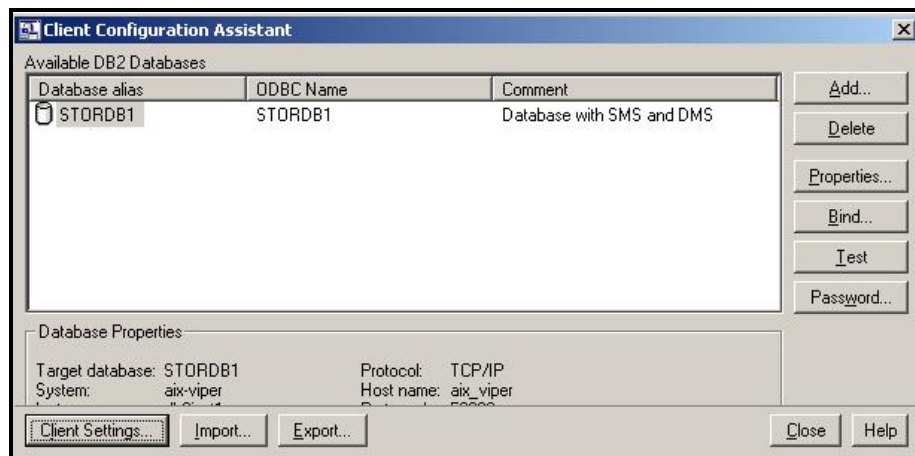 Client Configuration Assistant
Available DB2 Databases
Database alias ODBC Name Comment
STORDB1 STORDB1 Database with SMS and DMS
Add...
Delete
Properties...
Bind...
Test
Password...
Database Properties
Target database: STORDB1 Protocol: TCP/IP
System: aix-viper Host name: aix_viper
Client Settings... Import... Export... Close Help